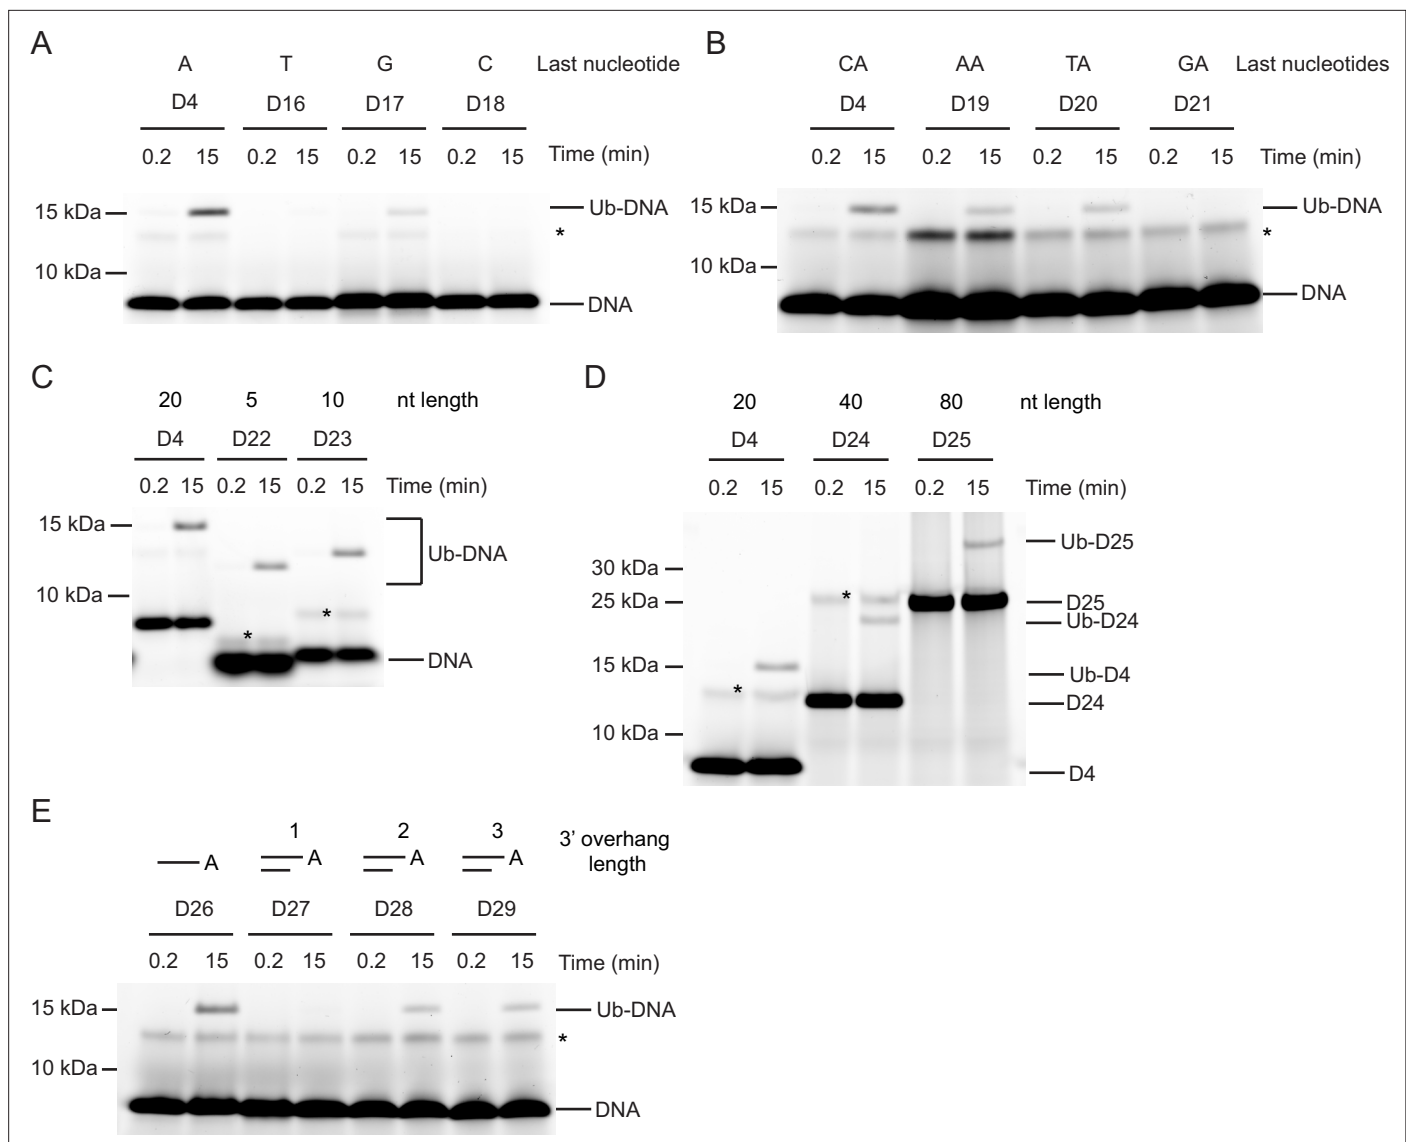 A
A T G C Last nucleotide
D4 D16 D17 D18
0.2 15 0.2 15 0.2 15 0.2 15 Time (min)
15 kDa
Ub-DNA
*
10 kDa
DNA
B
CA AA TA GA Last nucleotides
D4 D19 D20 D21
0.2 15 0.2 15 0.2 15 0.2 15 Time (min)
15 kDa
Ub-DNA
*
10 kDa
DNA
C
20 5 10 nt length
D4 D22 D23
0.2 15 0.2 15 0.2 15 Time (min)
15 kDa
Ub-DNA
10 kDa
*
*
DNA
D
20 40 80 nt length
D4 D24 D25
0.2 15 0.2 15 0.2 15 Time (min)
Ub-D25
30 kDa
*
25 kDa
D25
Ub-D24
15 kDa
Ub-D4
*
D24
10 kDa
D4
E
1 2 3 3’ overhang
A A A A length
D26 D27 D28 D29
0.2 15 0.2 15 0.2 15 0.2 15 Time (min)
15 kDa
Ub-DNA
*
10 kDa
DNA